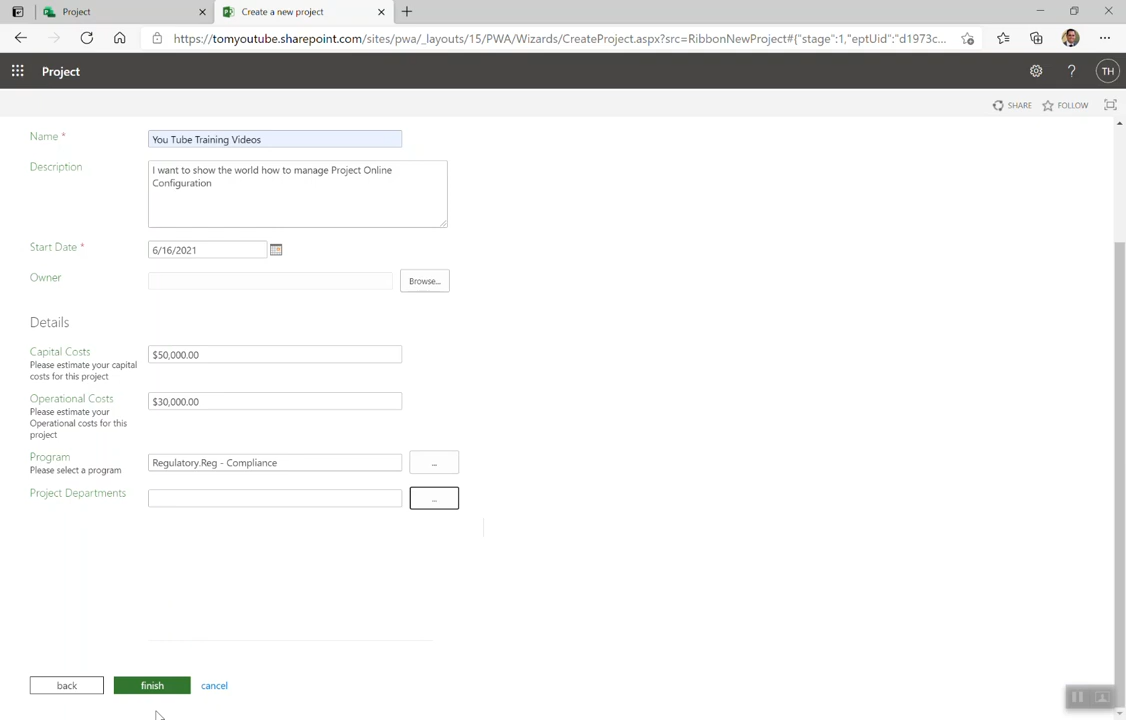 Project
Create a new project
https://tomyoutube.sharepoint.com/sites/pwa/_layouts/15/PWA/Wizards/CreateProject.aspx?src=RibbonNewProject#{"stage":1,"eptUid":"d1973c...
Project
?
TH
SHARE
FOLLOW
Name *
You Tube Training Videos
Description
I want to show the world how to manage Project Online
Configuration
Start Date *
6/16/2021
Owner
Browse...
Details
Capital Costs
Please estimate your capital
costs for this project
$50,000.00
Operational Costs
Please estimate your
Operational costs for this
project
$30,000.00
Program
Please select a program
Regulatory.Reg - Compliance
...
Project Departments
...
back
finish
cancel